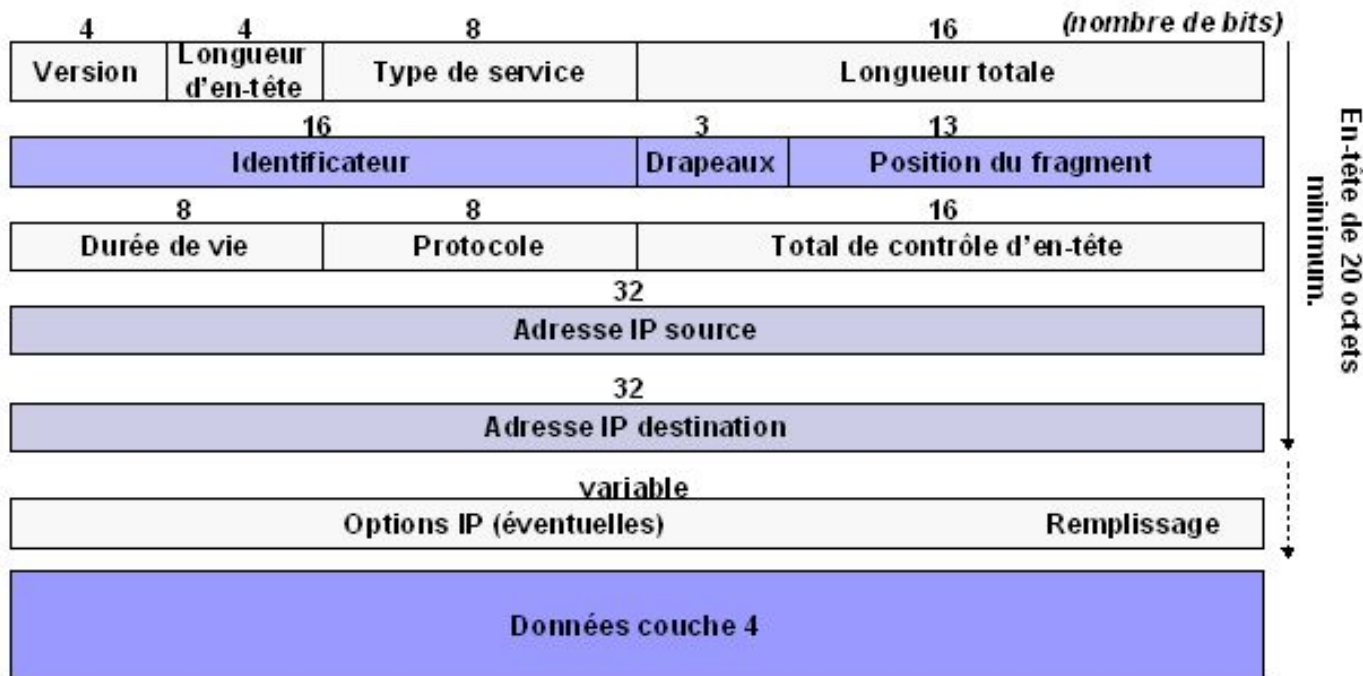 4 4 8 16 (nombre de bits)
Version Longueur d'en-tête Type de service Longueur totale
16 3 13
Identificateur Drapeaux Position du fragment
8 8 16
Durée de vie Protocole Total de contrôle d'en-tête
32
Adresse IP source
32
Adresse IP destination
variable
Options IP (éventuelles) Remplissage
Données couche 4
En-tête de 20 octets
minimum.